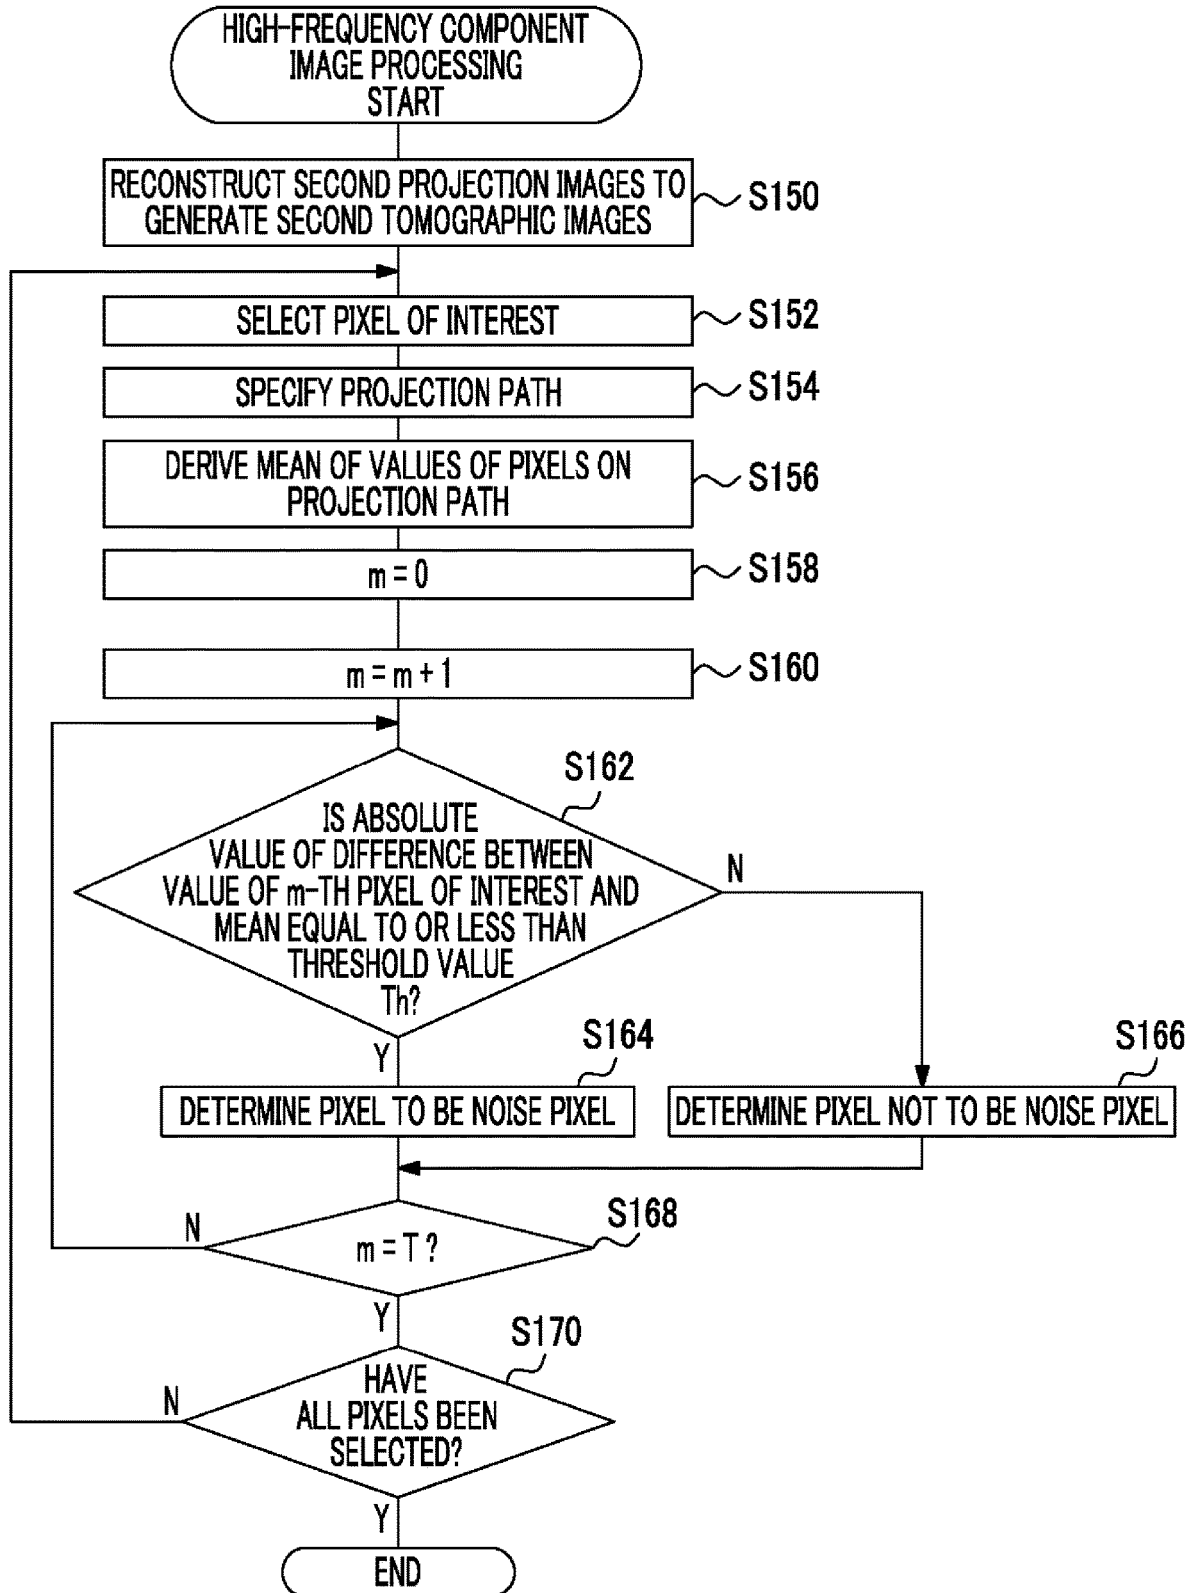 HIGH-FREQUENCY COMPONENT
IMAGE PROCESSING
START
RECONSTRUCT SECOND PROJECTION IMAGES TO
GENERATE SECOND TOMOGRAPHIC IMAGES
S150
SELECT PIXEL OF INTEREST
S152
SPECIFY PROJECTION PATH
S154
DERIVE MEAN OF VALUES OF PIXELS ON
PROJECTION PATH
S156
m = 0
S158
m = m + 1
S160
S162
IS ABSOLUTE
VALUE OF DIFFERENCE BETWEEN
VALUE OF m-TH PIXEL OF INTEREST AND
MEAN EQUAL TO OR LESS THAN
THRESHOLD VALUE
Th?
N
Y
S164
S166
DETERMINE PIXEL TO BE NOISE PIXEL
DETERMINE PIXEL NOT TO BE NOISE PIXEL
N
S168
m = T ?
Y
S170
N
HAVE
ALL PIXELS BEEN
SELECTED?
Y
END